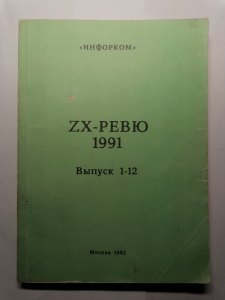 «ИНФОРКОМ»
ZX-РЕВЮ
1991
Выпуск 1-12
Москва 1992